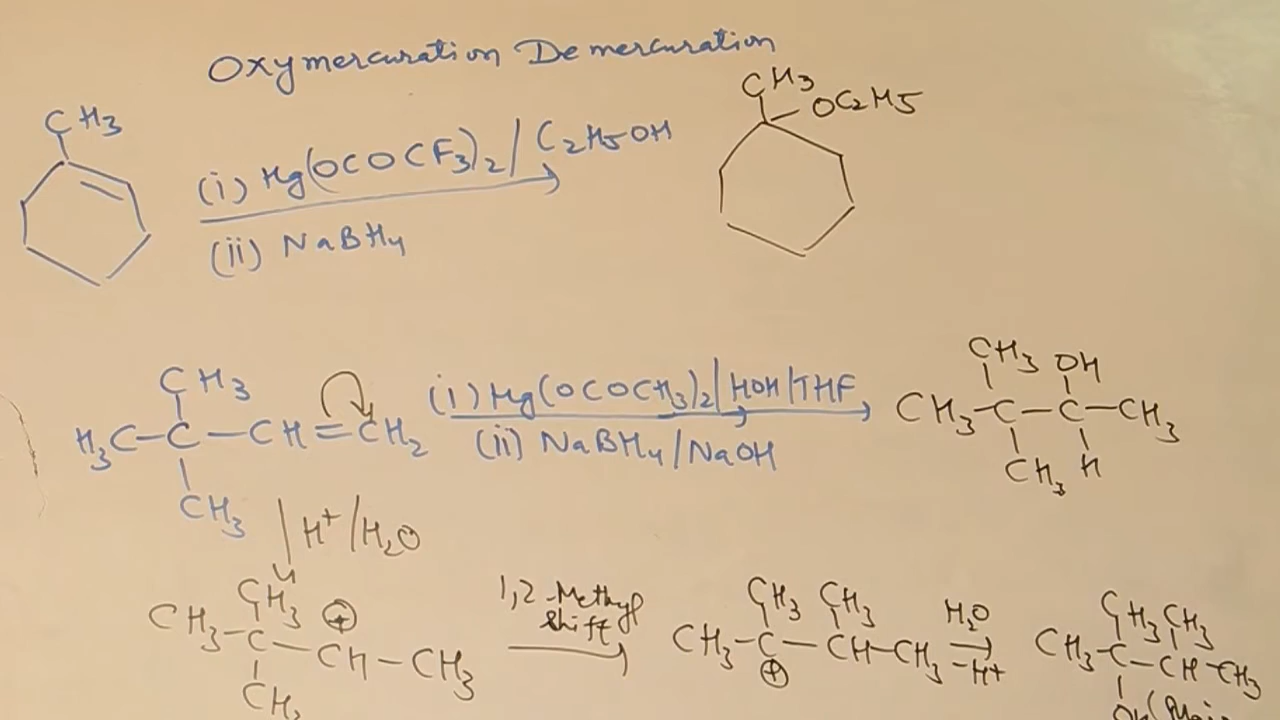 Oxymercuration Demercuration
CH3
(i) Hg(OCOCF3)2/C2H5OH
(ii) NaBH4
CH3
OC2H5
CH3
H3C-C-CH=CH2
CH3
(i) Hg(OCOCH3)2/HOH/THF
(ii) NaBH4/NaOH
CH3 OH
CH3-C-C-CH3
CH3 H
H+/H2O
CH3 ⊕
CH3-C-CH-CH3
CH3
1,2-Methyl
shift
CH3 CH3
CH3-C-CH-CH3
⊕
H2O
-H+
CH3 CH3
CH3-C-CH-CH3
OH